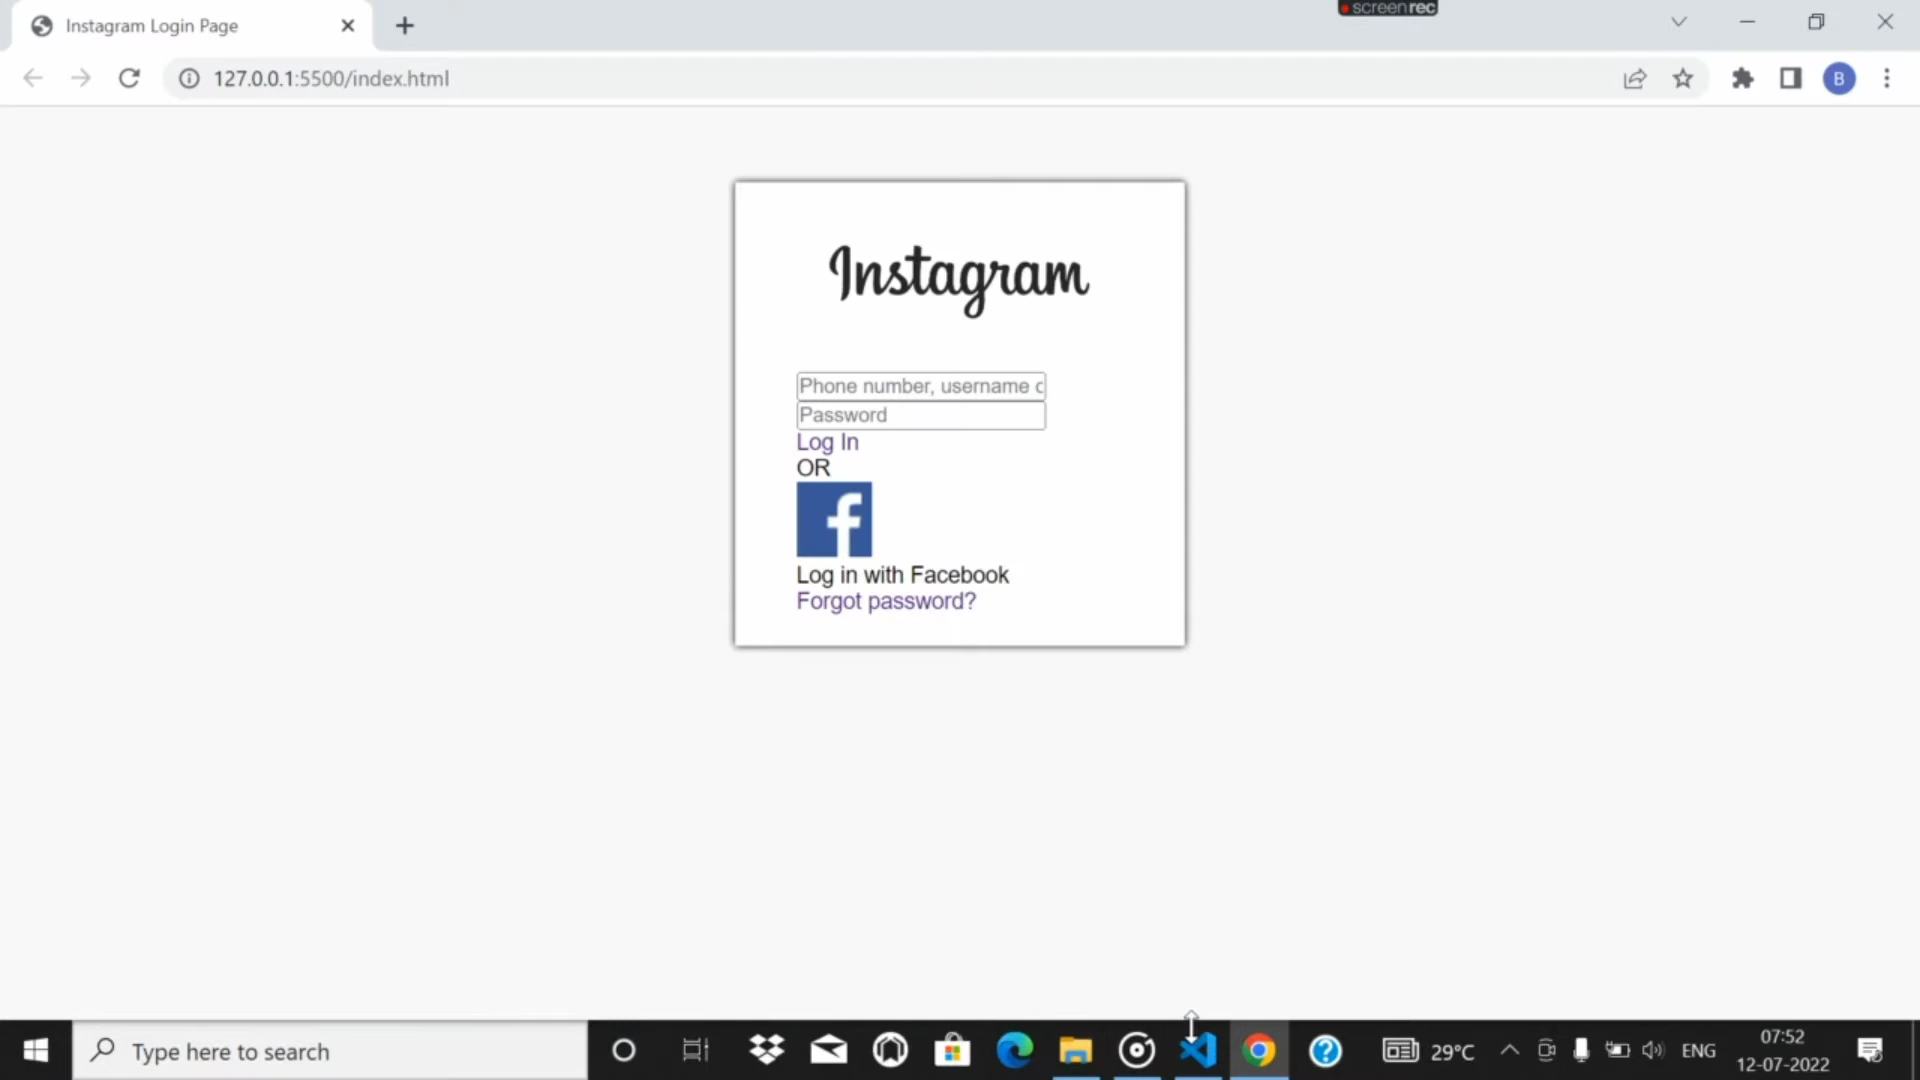 Instagram Login Page
screenrec
127.0.0.1:5500/index.html
B
Instagram
Phone number, username o
Password
Log In
OR
f
Log in with Facebook
Forgot password?
Type here to search
29°C
ENG
07:52
12-07-2022